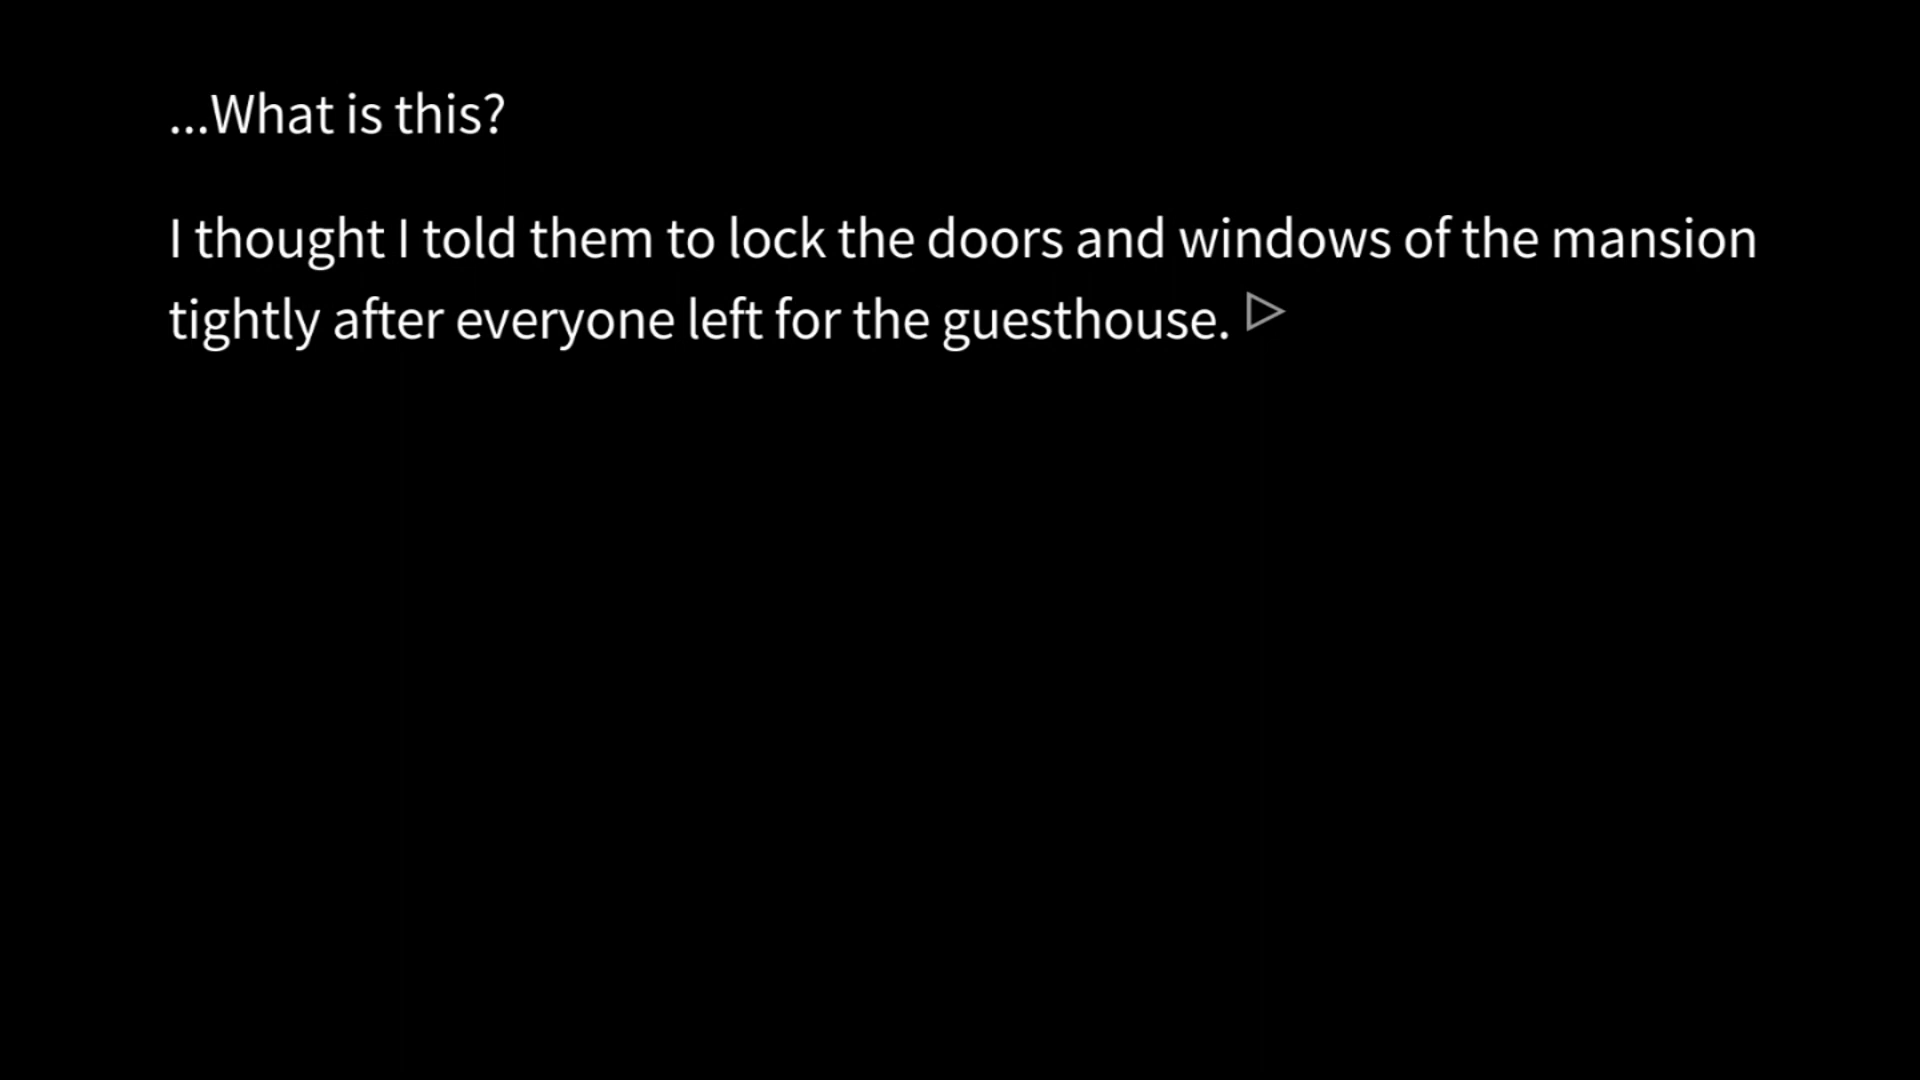 ...What is this?
I thought I told them to lock the doors and windows of the mansion
tightly after everyone left for the guesthouse.